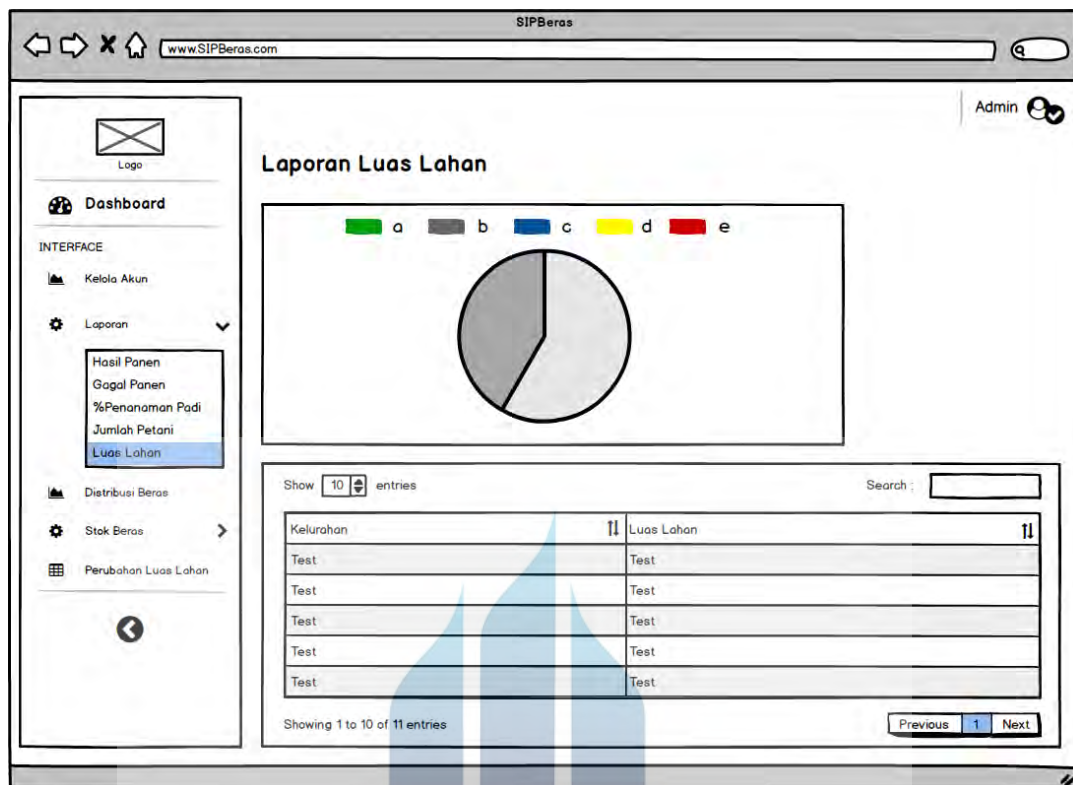 SIPBeras
www.SIPBeras.com
Admin
Logo
Dashboard
INTERFACE
Kelola Akun
Laporan
Hasil Panen
Gagal Panen
%Penanaman Padi
Jumlah Petani
Luas Lahan
Distribusi Beras
Stok Beras
Perubahan Luas Lahan
Laporan Luas Lahan
a b c d e
Show 10 entries Search :
Kelurahan Luas Lahan
Test Test
Test Test
Test Test
Test Test
Test Test
Showing 1 to 10 of 11 entries Previous 1 Next